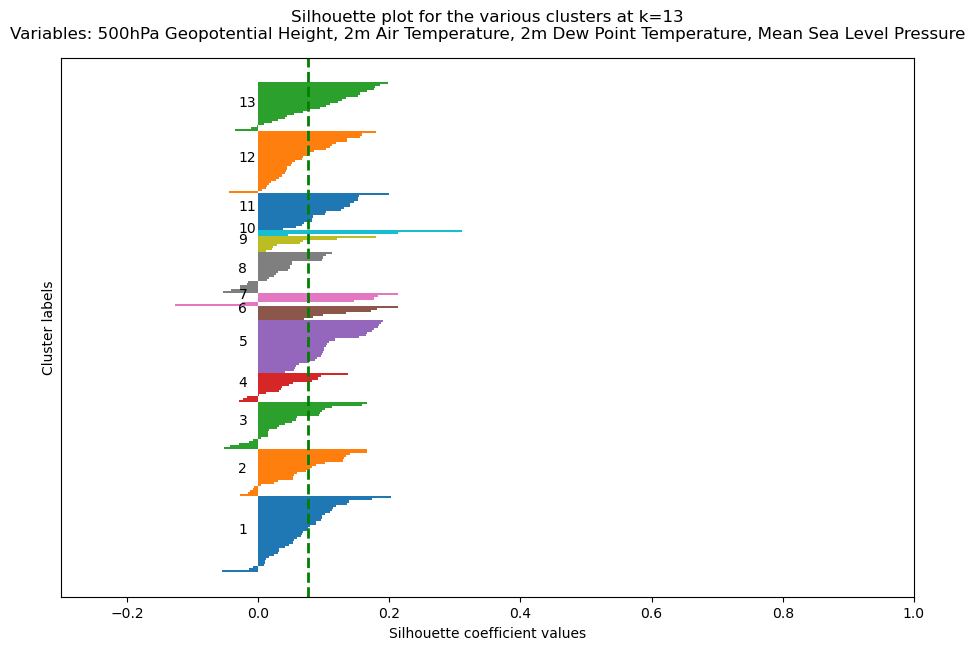 Silhouette plot for the various clusters at k=13
Variables: 500hPa Geopotential Height, 2m Air Temperature, 2m Dew Point Temperature, Mean Sea Level Pressure
13
12
11
10
9
8
7
6
5
4
3
2
1
Cluster labels
−0.2 0.0 0.2 0.4 0.6 0.8 1.0
Silhouette coefficient values